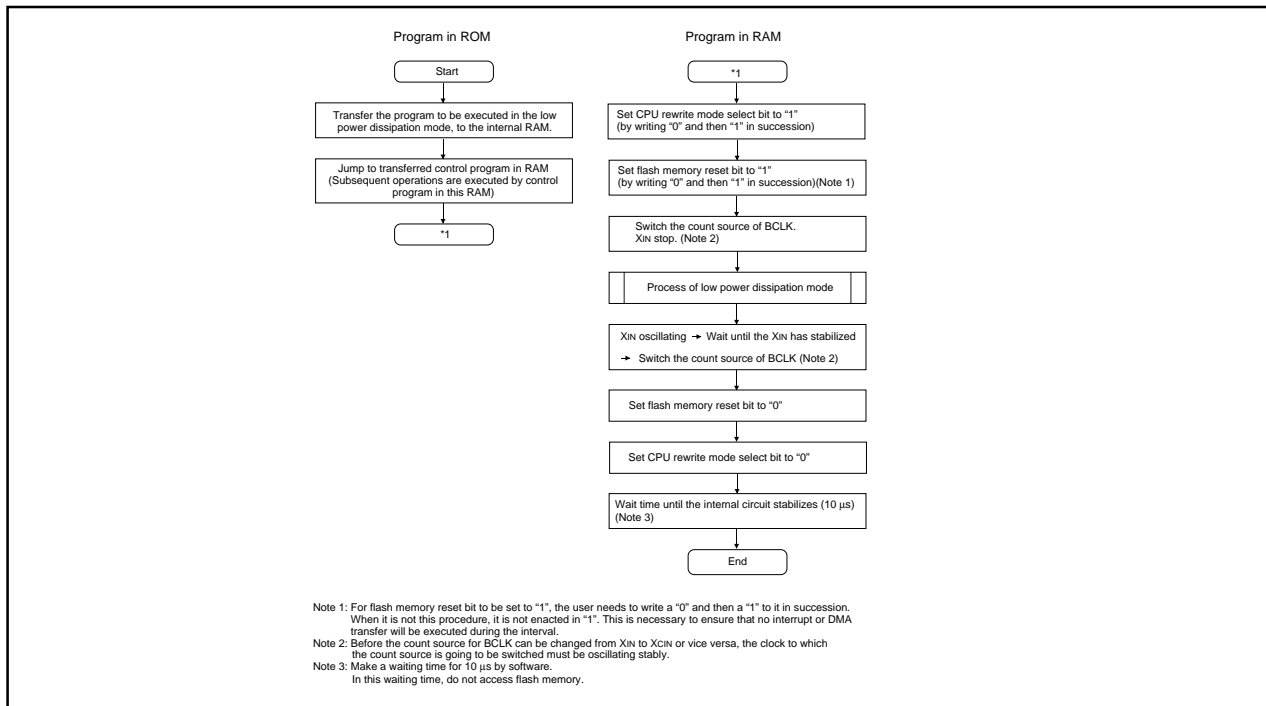 Program in ROM
Start
Transfer the program to be executed in the low
power dissipation mode, to the internal RAM.
Jump to transferred control program in RAM
(Subsequent operations are executed by control
program in this RAM)
*1
Program in RAM
*1
Set CPU rewrite mode select bit to “1”
(by writing “0” and then “1” in succession)
Set flash memory reset bit to “1”
(by writing “0” and then “1” in succession)(Note 1)
Switch the count source of BCLK.
XIN stop. (Note 2)
Process of low power dissipation mode
XIN oscillating → Wait until the XIN has stabilized
→ Switch the count source of BCLK (Note 2)
Set flash memory reset bit to “0”
Set CPU rewrite mode select bit to “0”
Wait time until the internal circuit stabilizes (10 μs)
(Note 3)
End
Note 1: For flash memory reset bit to be set to “1”, the user needs to write a “0” and then a “1” to it in succession.
When it is not this procedure, it is not enacted in “1”. This is necessary to ensure that no interrupt or DMA
transfer will be executed during the interval.
Note 2: Before the count source for BCLK can be changed from XIN to XCIN or vice versa, the clock to which
the count source is going to be switched must be oscillating stably.
Note 3: Make a waiting time for 10 μs by software.
In this waiting time, do not access flash memory.